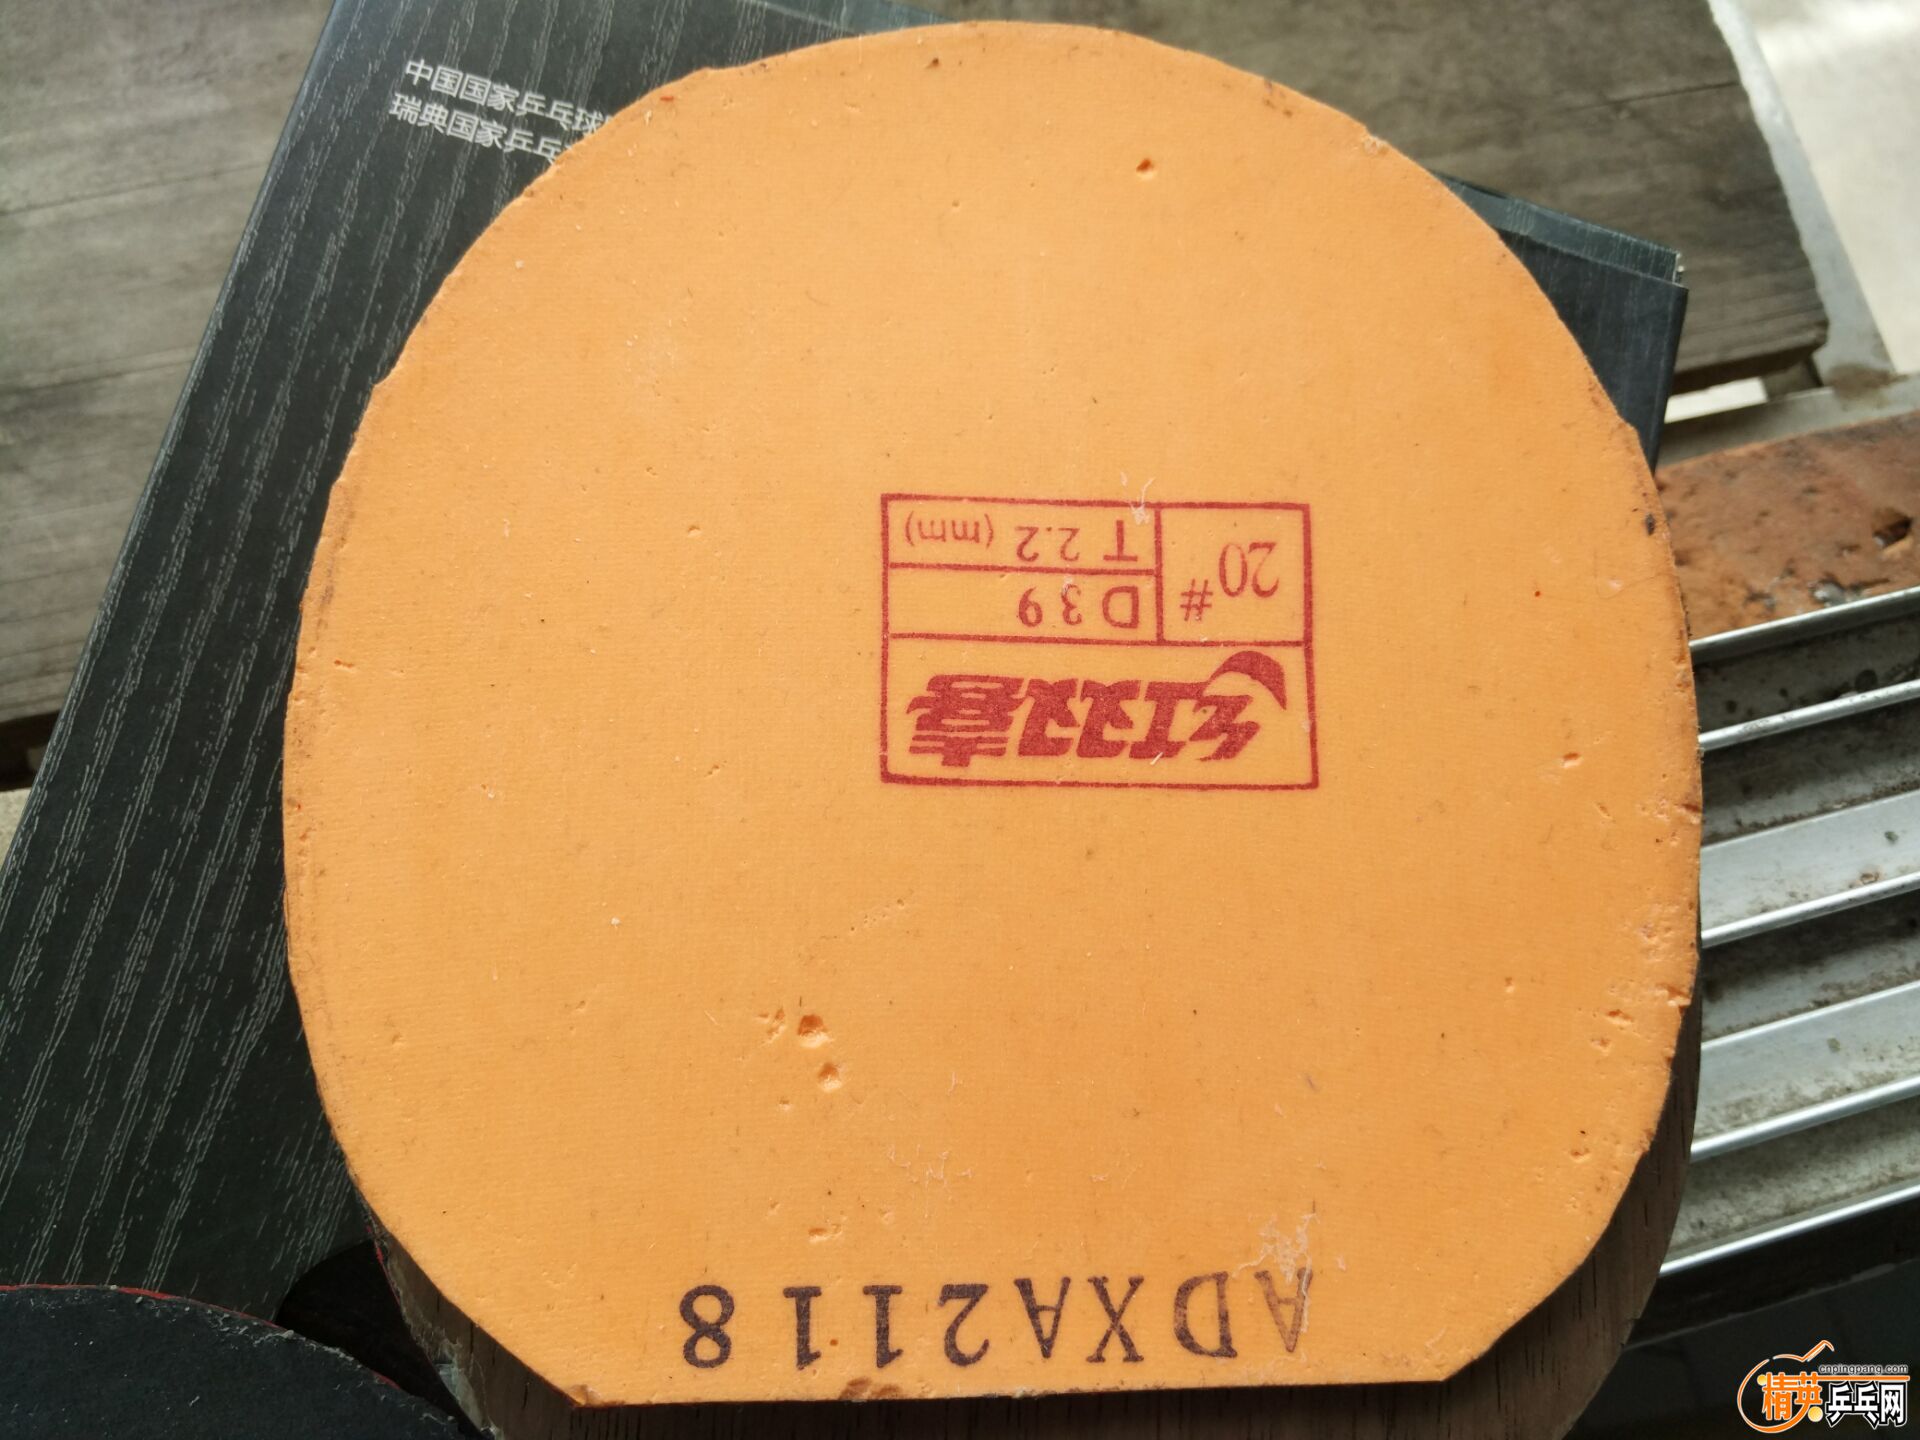 中国国家乒乓球
瑞典国家乒乓
红双喜
20#
D39
T 2.2 (mm)
ADXA2118
cnpingpang.com
精英乒乓网